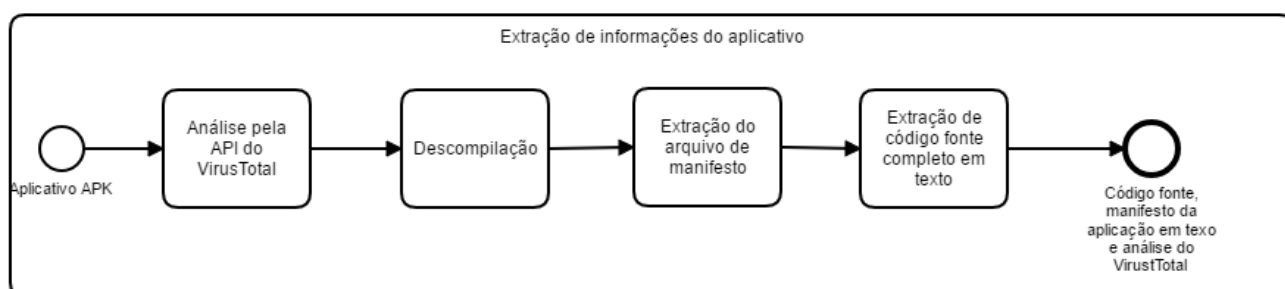 Extração de informações do aplicativo
Análise pela
API do
VirusTotal
Descompilação
Extração do
arquivo de
manifesto
Extração de
código fonte
completo em
texto
Aplicativo APK
Código fonte,
manifesto da
aplicação em texo
e análise do
VirustTotal